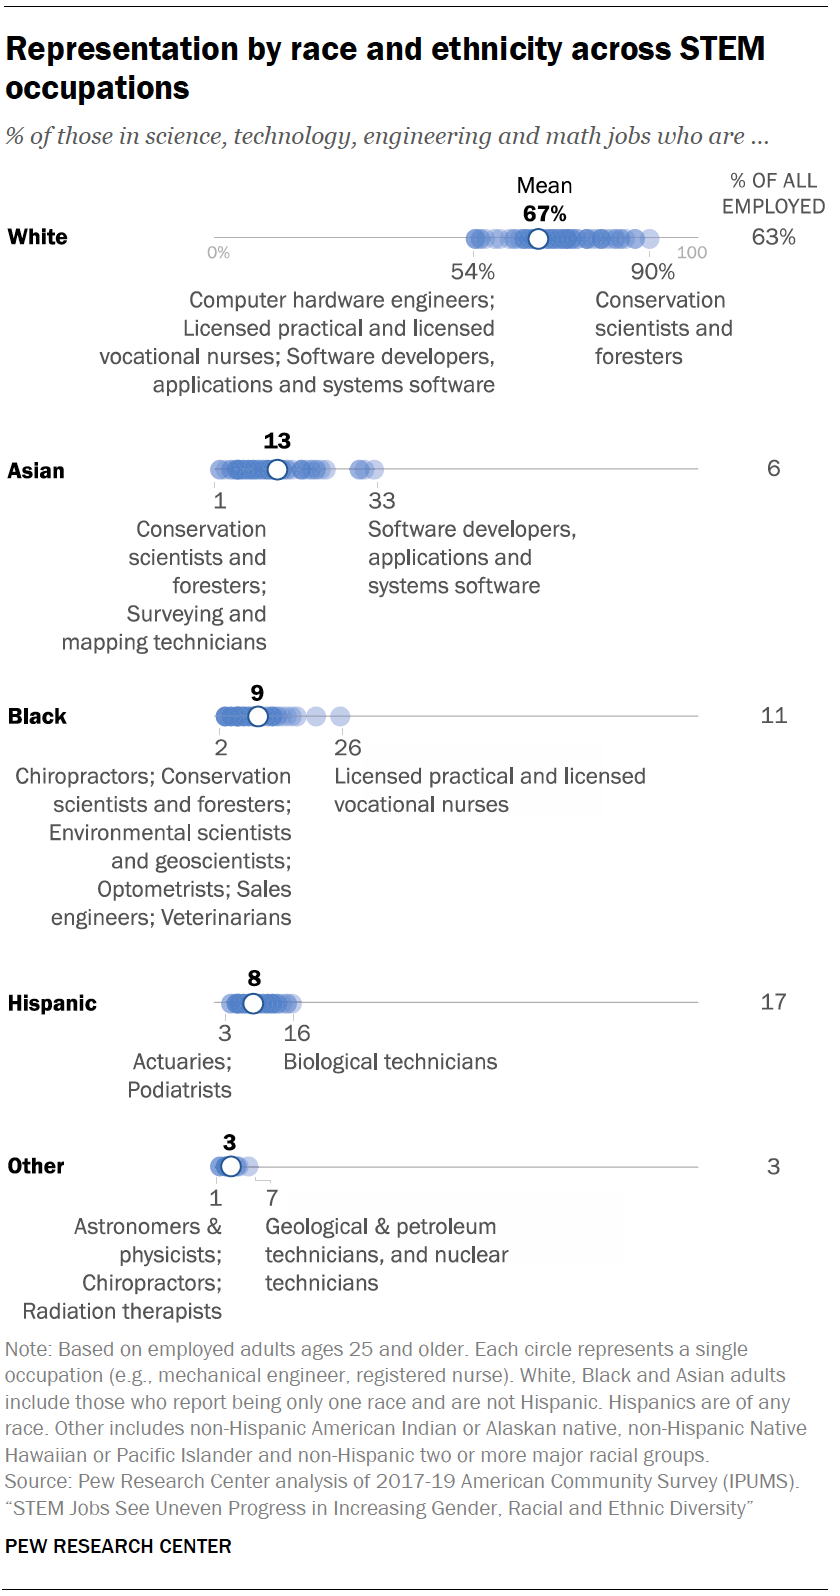 Representation by race and ethnicity across STEM
occupations
% of those in science, technology, engineering and math jobs who are ...
Mean
67%
% OF ALL
EMPLOYED
White
63%
0%
100
54%
90%
Computer hardware engineers;
Licensed practical and licensed
vocational nurses; Software developers,
applications and systems software
Conservation
scientists and
foresters
13
Asian
6
1
33
Conservation
scientists and
foresters;
Surveying and
mapping technicians
Software developers,
applications and
systems software
9
Black
11
2
26
Chiropractors; Conservation
scientists and foresters;
Environmental scientists
and geoscientists;
Optometrists; Sales
engineers; Veterinarians
Licensed practical and licensed
vocational nurses
8
Hispanic
17
3
16
Actuaries;
Podiatrists
Biological technicians
3
Other
3
1
7
Astronomers &
physicists;
Chiropractors;
Radiation therapists
Geological & petroleum
technicians, and nuclear
technicians
Note: Based on employed adults ages 25 and older. Each circle represents a single
occupation (e.g., mechanical engineer, registered nurse). White, Black and Asian adults
include those who report being only one race and are not Hispanic. Hispanics are of any
race. Other includes non-Hispanic American Indian or Alaskan native, non-Hispanic Native
Hawaiian or Pacific Islander and non-Hispanic two or more major racial groups.
Source: Pew Research Center analysis of 2017-19 American Community Survey (IPUMS).
“STEM Jobs See Uneven Progress in Increasing Gender, Racial and Ethnic Diversity”
PEW RESEARCH CENTER